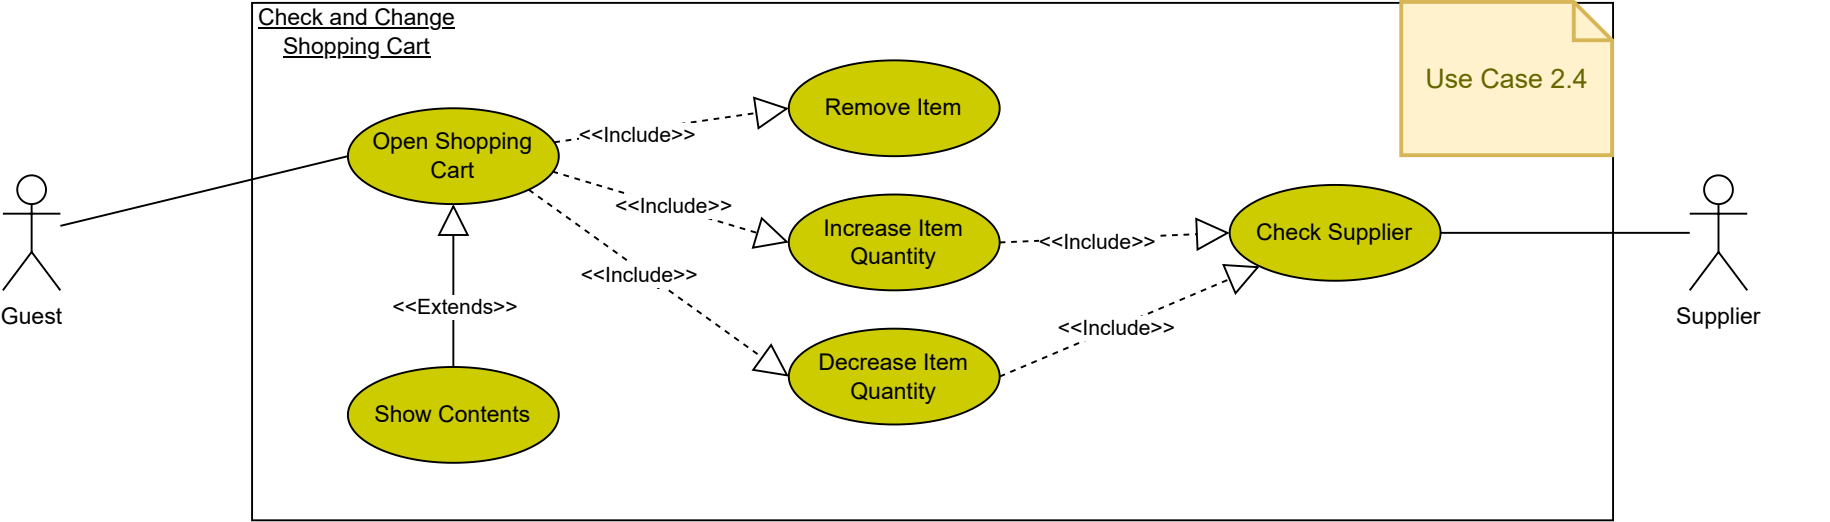 Check and Change
Shopping Cart
Use Case 2.4
Remove Item
<<Include>>
Open Shopping
Cart
<<Include>>
Increase Item
Quantity
<<Include>>
Check Supplier
<<Include>>
<<Extends>>
<<Include>>
Guest
Supplier
Decrease Item
Quantity
Show Contents